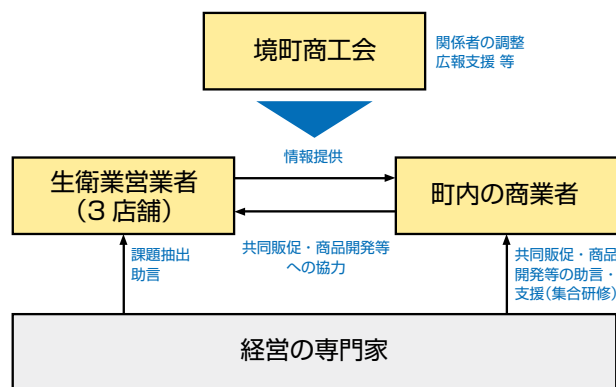 境町商工会
関係者の調整
広報支援 等
情報提供
生衛業営業者
（3 店舗）
町内の商業者
課題抽出
助言
共同販促・商品開発等
への協力
共同販促・商品
開発等の助言・
支援（集合研修）
経営の専門家